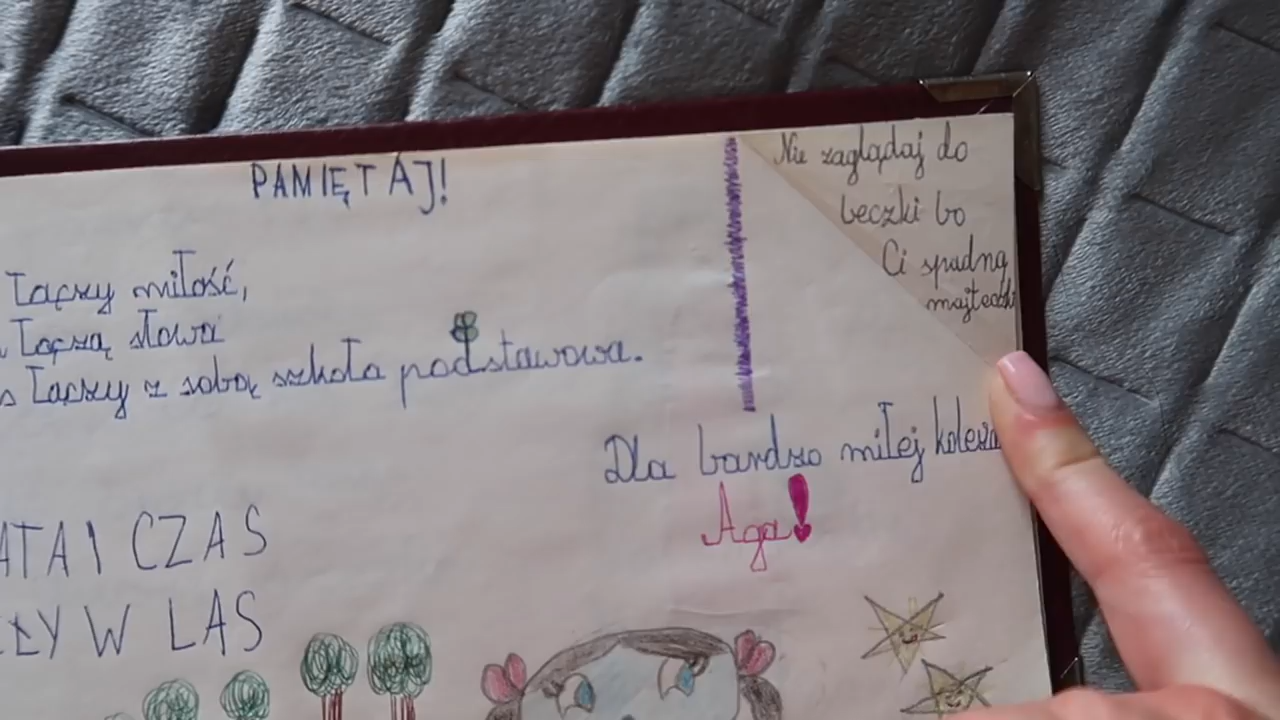 PAMIĘTAJ!
Łączy miłość,
Łączą słowa
Łączy z sobą szkoła podstawowa.
Nie zaglądaj do
beczki bo
Ci spadną
majteczki
Dla bardzo miłej
Aga!
I CZAS
W LAS